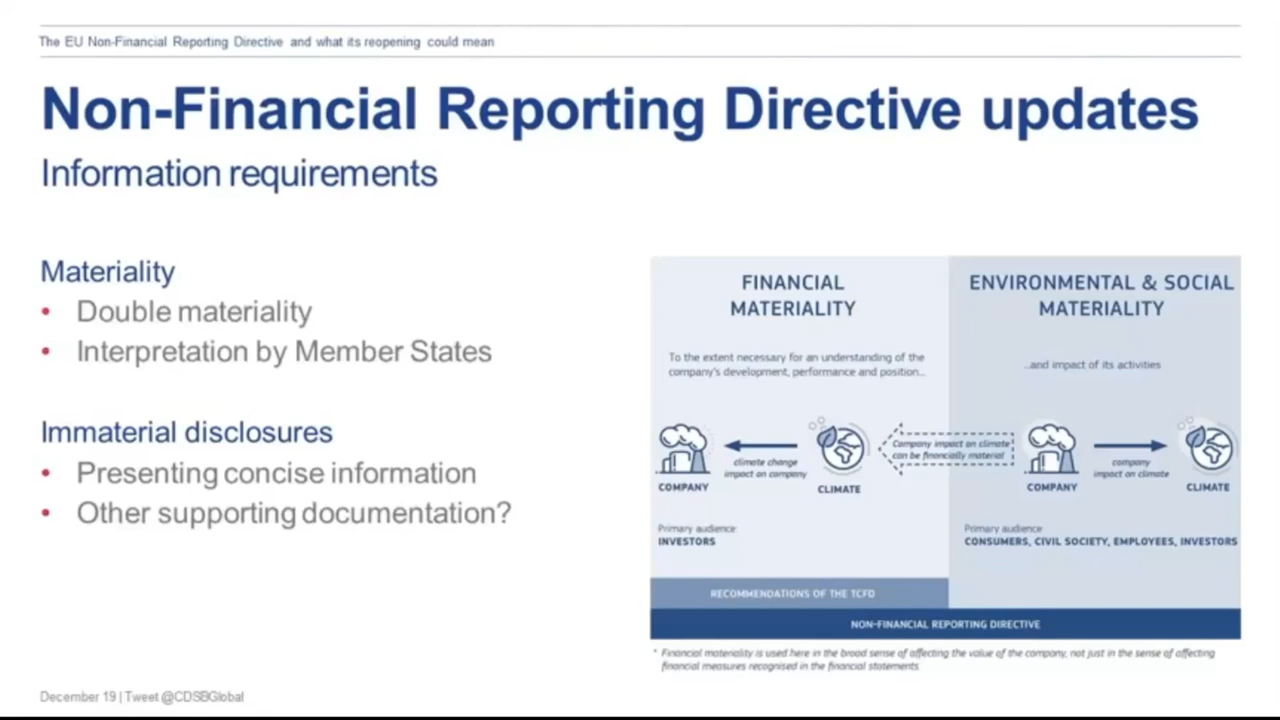 The EU Non-Financial Reporting Directive and what its reopening could mean
Non-Financial Reporting Directive updates
Information requirements
Materiality
• Double materiality
• Interpretation by Member States
Immaterial disclosures
• Presenting concise information
• Other supporting documentation?
FINANCIAL
MATERIALITY
To the extent necessary for an understanding of the
company's development, performance and position...
climate change
impact on company
COMPANY
CLIMATE
Primary audience:
INVESTORS
RECOMMENDATIONS OF THE TCFD
Company impact on climate
can be financially material
ENVIRONMENTAL & SOCIAL
MATERIALITY
...and impact of its activities
company
impact on climate
COMPANY
CLIMATE
Primary audience:
CONSUMERS, CIVIL SOCIETY, EMPLOYEES, INVESTORS
NON-FINANCIAL REPORTING DIRECTIVE
* Financial materiality is used here in the broad sense of affecting the value of the company, not just in the sense of affecting
financial measures recognised in the financial statements.
December 19 | Tweet @CDSBGlobal